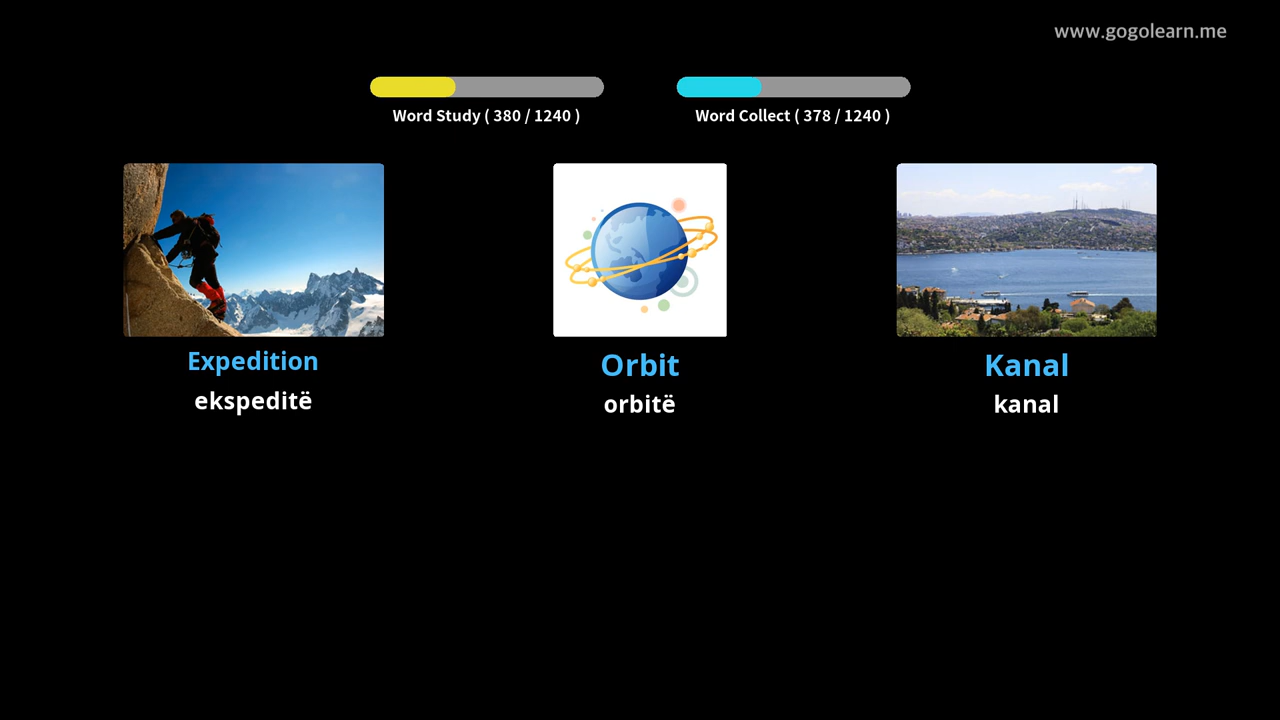 www.gogolearn.me
Word Study ( 380 / 1240 )
Word Collect ( 378 / 1240 )
Expedition
ekspeditë
Orbit
orbitë
Kanal
kanal